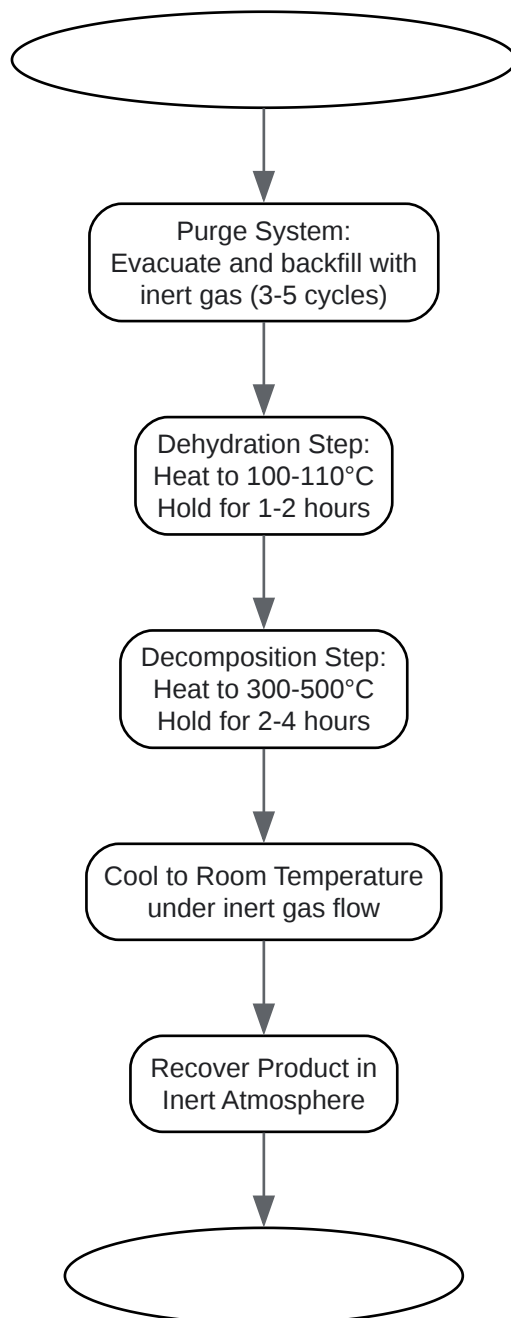 Purge System:
Evacuate and backfill with
inert gas (3-5 cycles)
Dehydration Step:
Heat to 100-110°C
Hold for 1-2 hours
Decomposition Step:
Heat to 300-500°C
Hold for 2-4 hours
Cool to Room Temperature
under inert gas flow
Recover Product in
Inert Atmosphere